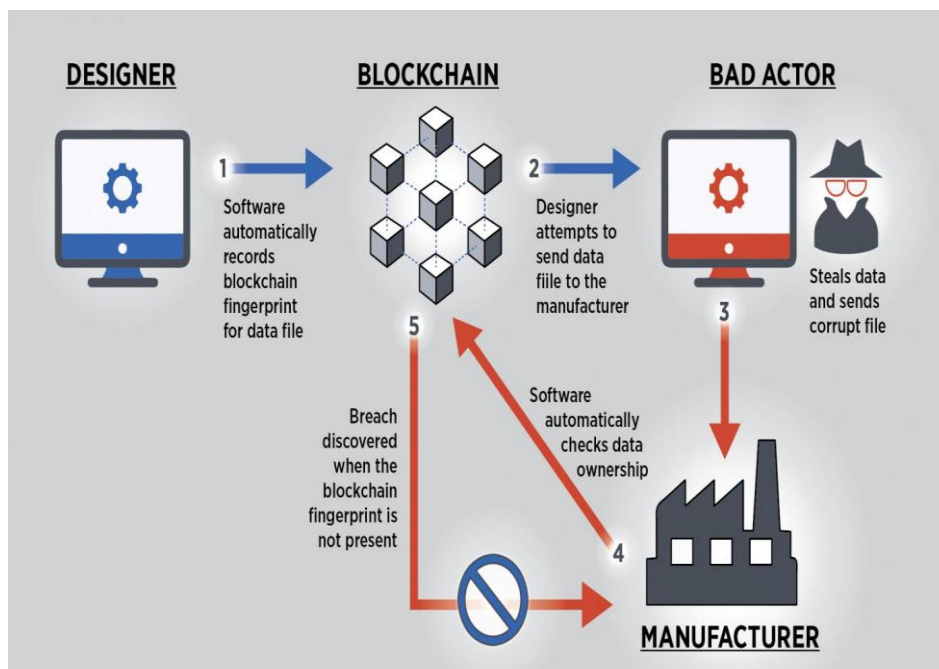 DESIGNER
BLOCKCHAIN
BAD ACTOR
1
Software
automatically
records
blockchain
fingerprint
for data file
2
Designer
attempts to
send data
fiile to the
manufacturer
Steals data
and sends
corrupt file
3
5
Breach
discovered
when the
blockchain
fingerprint is
not present
Software
automatically
checks data
ownership
4
MANUFACTURER